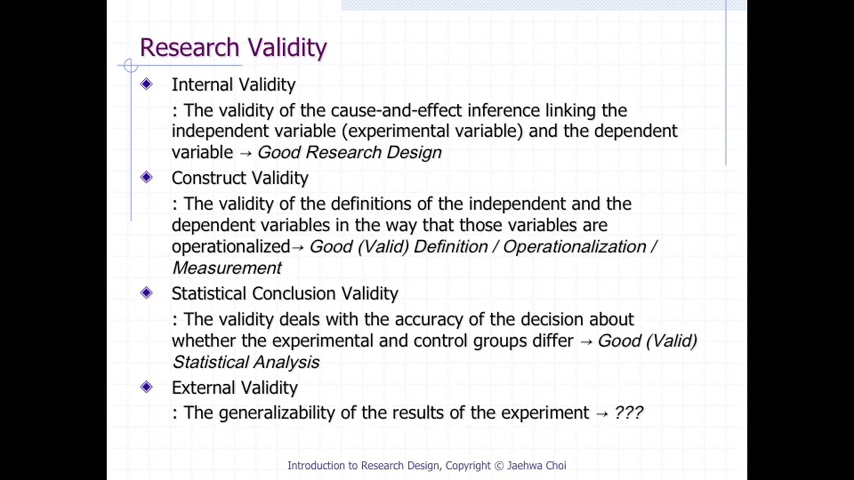 Research Validity
Internal Validity
: The validity of the cause-and-effect inference linking the
independent variable (experimental variable) and the dependent
variable → Good Research Design
Construct Validity
: The validity of the definitions of the independent and the
dependent variables in the way that those variables are
operationalized→ Good (Valid) Definition / Operationalization /
Measurement
Statistical Conclusion Validity
: The validity deals with the accuracy of the decision about
whether the experimental and control groups differ → Good (Valid)
Statistical Analysis
External Validity
: The generalizability of the results of the experiment → ???
Introduction to Research Design, Copyright © Jaehwa Choi